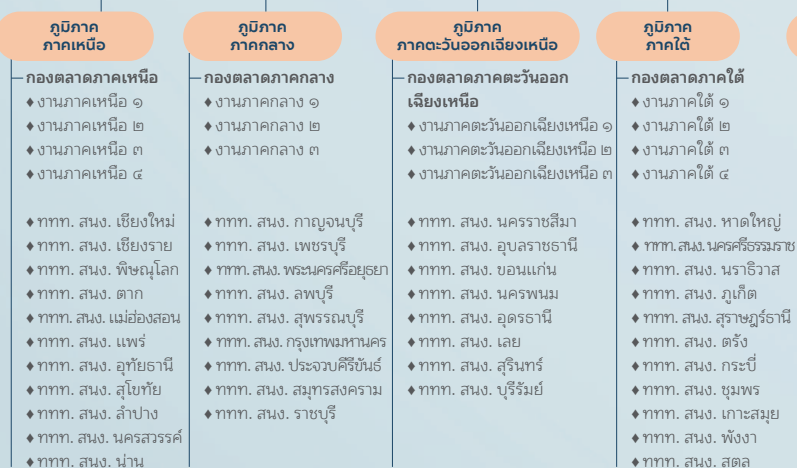 ภูมิภาค
ภาคเหนือ
กองตลาดภาคเหนือ
♦ งานภาคเหนือ ๑
♦ งานภาคเหนือ ๒
♦ งานภาคเหนือ ๓
♦ งานภาคเหนือ ๔
♦ ททท. สนง. เชียงใหม่
♦ ททท. สนง. เชียงราย
♦ ททท. สนง. พิษณุโลก
♦ ททท. สนง. ตาก
♦ ททท. สนง. แม่ฮ่องสอน
♦ ททท. สนง. แพร่
♦ ททท. สนง. อุทัยธานี
♦ ททท. สนง. สุโขทัย
♦ ททท. สนง. ลำปาง
♦ ททท. สนง. นครสวรรค์
♦ ททท. สนง. น่าน
ภูมิภาค
ภาคกลาง
กองตลาดภาคกลาง
♦ งานภาคกลาง ๑
♦ งานภาคกลาง ๒
♦ งานภาคกลาง ๓
♦ ททท. สนง. กาญจนบุรี
♦ ททท. สนง. เพชรบุรี
♦ ททท. สนง. พระนครศรีอยุธยา
♦ ททท. สนง. ลพบุรี
♦ ททท. สนง. สุพรรณบุรี
♦ ททท. สนง. กรุงเทพมหานคร
♦ ททท. สนง. ประจวบคีรีขันธ์
♦ ททท. สนง. สมุทรสงคราม
♦ ททท. สนง. ราชบุรี
ภูมิภาค
ภาคตะวันออกเฉียงเหนือ
กองตลาดภาคตะวันออก
เฉียงเหนือ
♦ งานภาคตะวันออกเฉียงเหนือ ๑
♦ งานภาคตะวันออกเฉียงเหนือ ๒
♦ งานภาคตะวันออกเฉียงเหนือ ๓
♦ ททท. สนง. นครราชสีมา
♦ ททท. สนง. อุบลราชธานี
♦ ททท. สนง. ขอนแก่น
♦ ททท. สนง. นครพนม
♦ ททท. สนง. อุดรธานี
♦ ททท. สนง. เลย
♦ ททท. สนง. สุรินทร์
♦ ททท. สนง. บุรีรัมย์
ภูมิภาค
ภาคใต้
กองตลาดภาคใต้
♦ งานภาคใต้ ๑
♦ งานภาคใต้ ๒
♦ งานภาคใต้ ๓
♦ งานภาคใต้ ๔
♦ ททท. สนง. หาดใหญ่
♦ ททท. สนง. นครศรีธรรมราช
♦ ททท. สนง. นราธิวาส
♦ ททท. สนง. ภูเก็ต
♦ ททท. สนง. สุราษฎร์ธานี
♦ ททท. สนง. ตรัง
♦ ททท. สนง. กระบี่
♦ ททท. สนง. ชุมพร
♦ ททท. สนง. เกาะสมุย
♦ ททท. สนง. พังงา
♦ ททท. สนง. สตูล